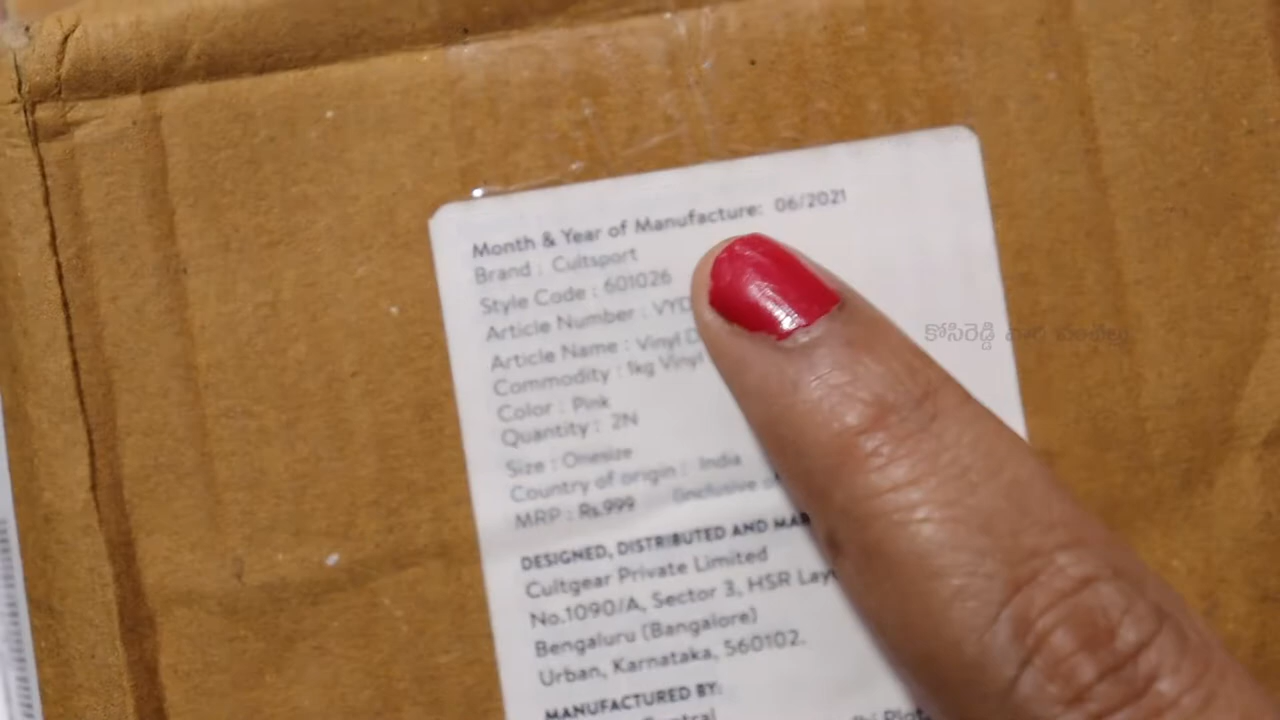 Month & Year of Manufacture: 06/2021
Brand : Cultsport
Style Code : 601026
Article Number : VYD
Article Name : Vinyl D
Commodity : 1kg Vinyl
Color : Pink
Quantity : 2N
Size : Onesize
Country of origin : India
MRP : Rs.999 (inclusive
DESIGNED, DISTRIBUTED AND MAR
Cultgear Private Limited
No.1090/A, Sector 3, HSR Lay
Bengaluru (Bangalore)
Urban, Karnataka, 560102.
MANUFACTURED BY:
Central
కోసిరెడ్డి వారి వంటిల్లు